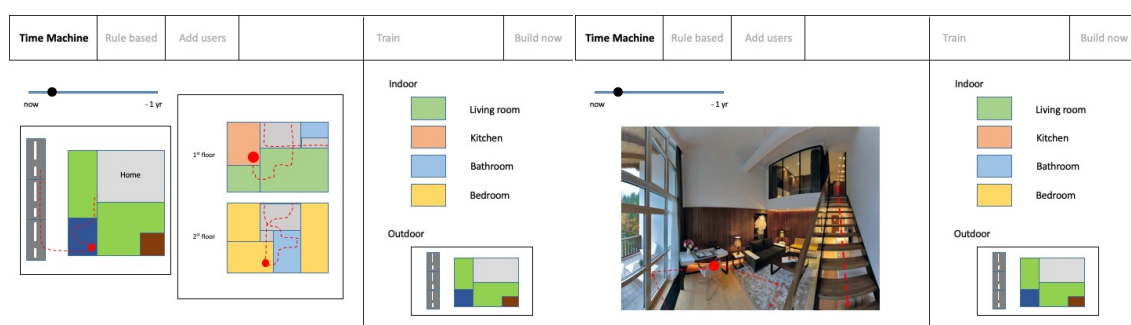 Time Machine
Rule based
Add users
Train
Build now
now
- 1 yr
Home
1st floor
2nd floor
Indoor
Living room
Kitchen
Bathroom
Bedroom
Outdoor
Time Machine
Rule based
Add users
Train
Build now
now
- 1 yr
Indoor
Living room
Kitchen
Bathroom
Bedroom
Outdoor